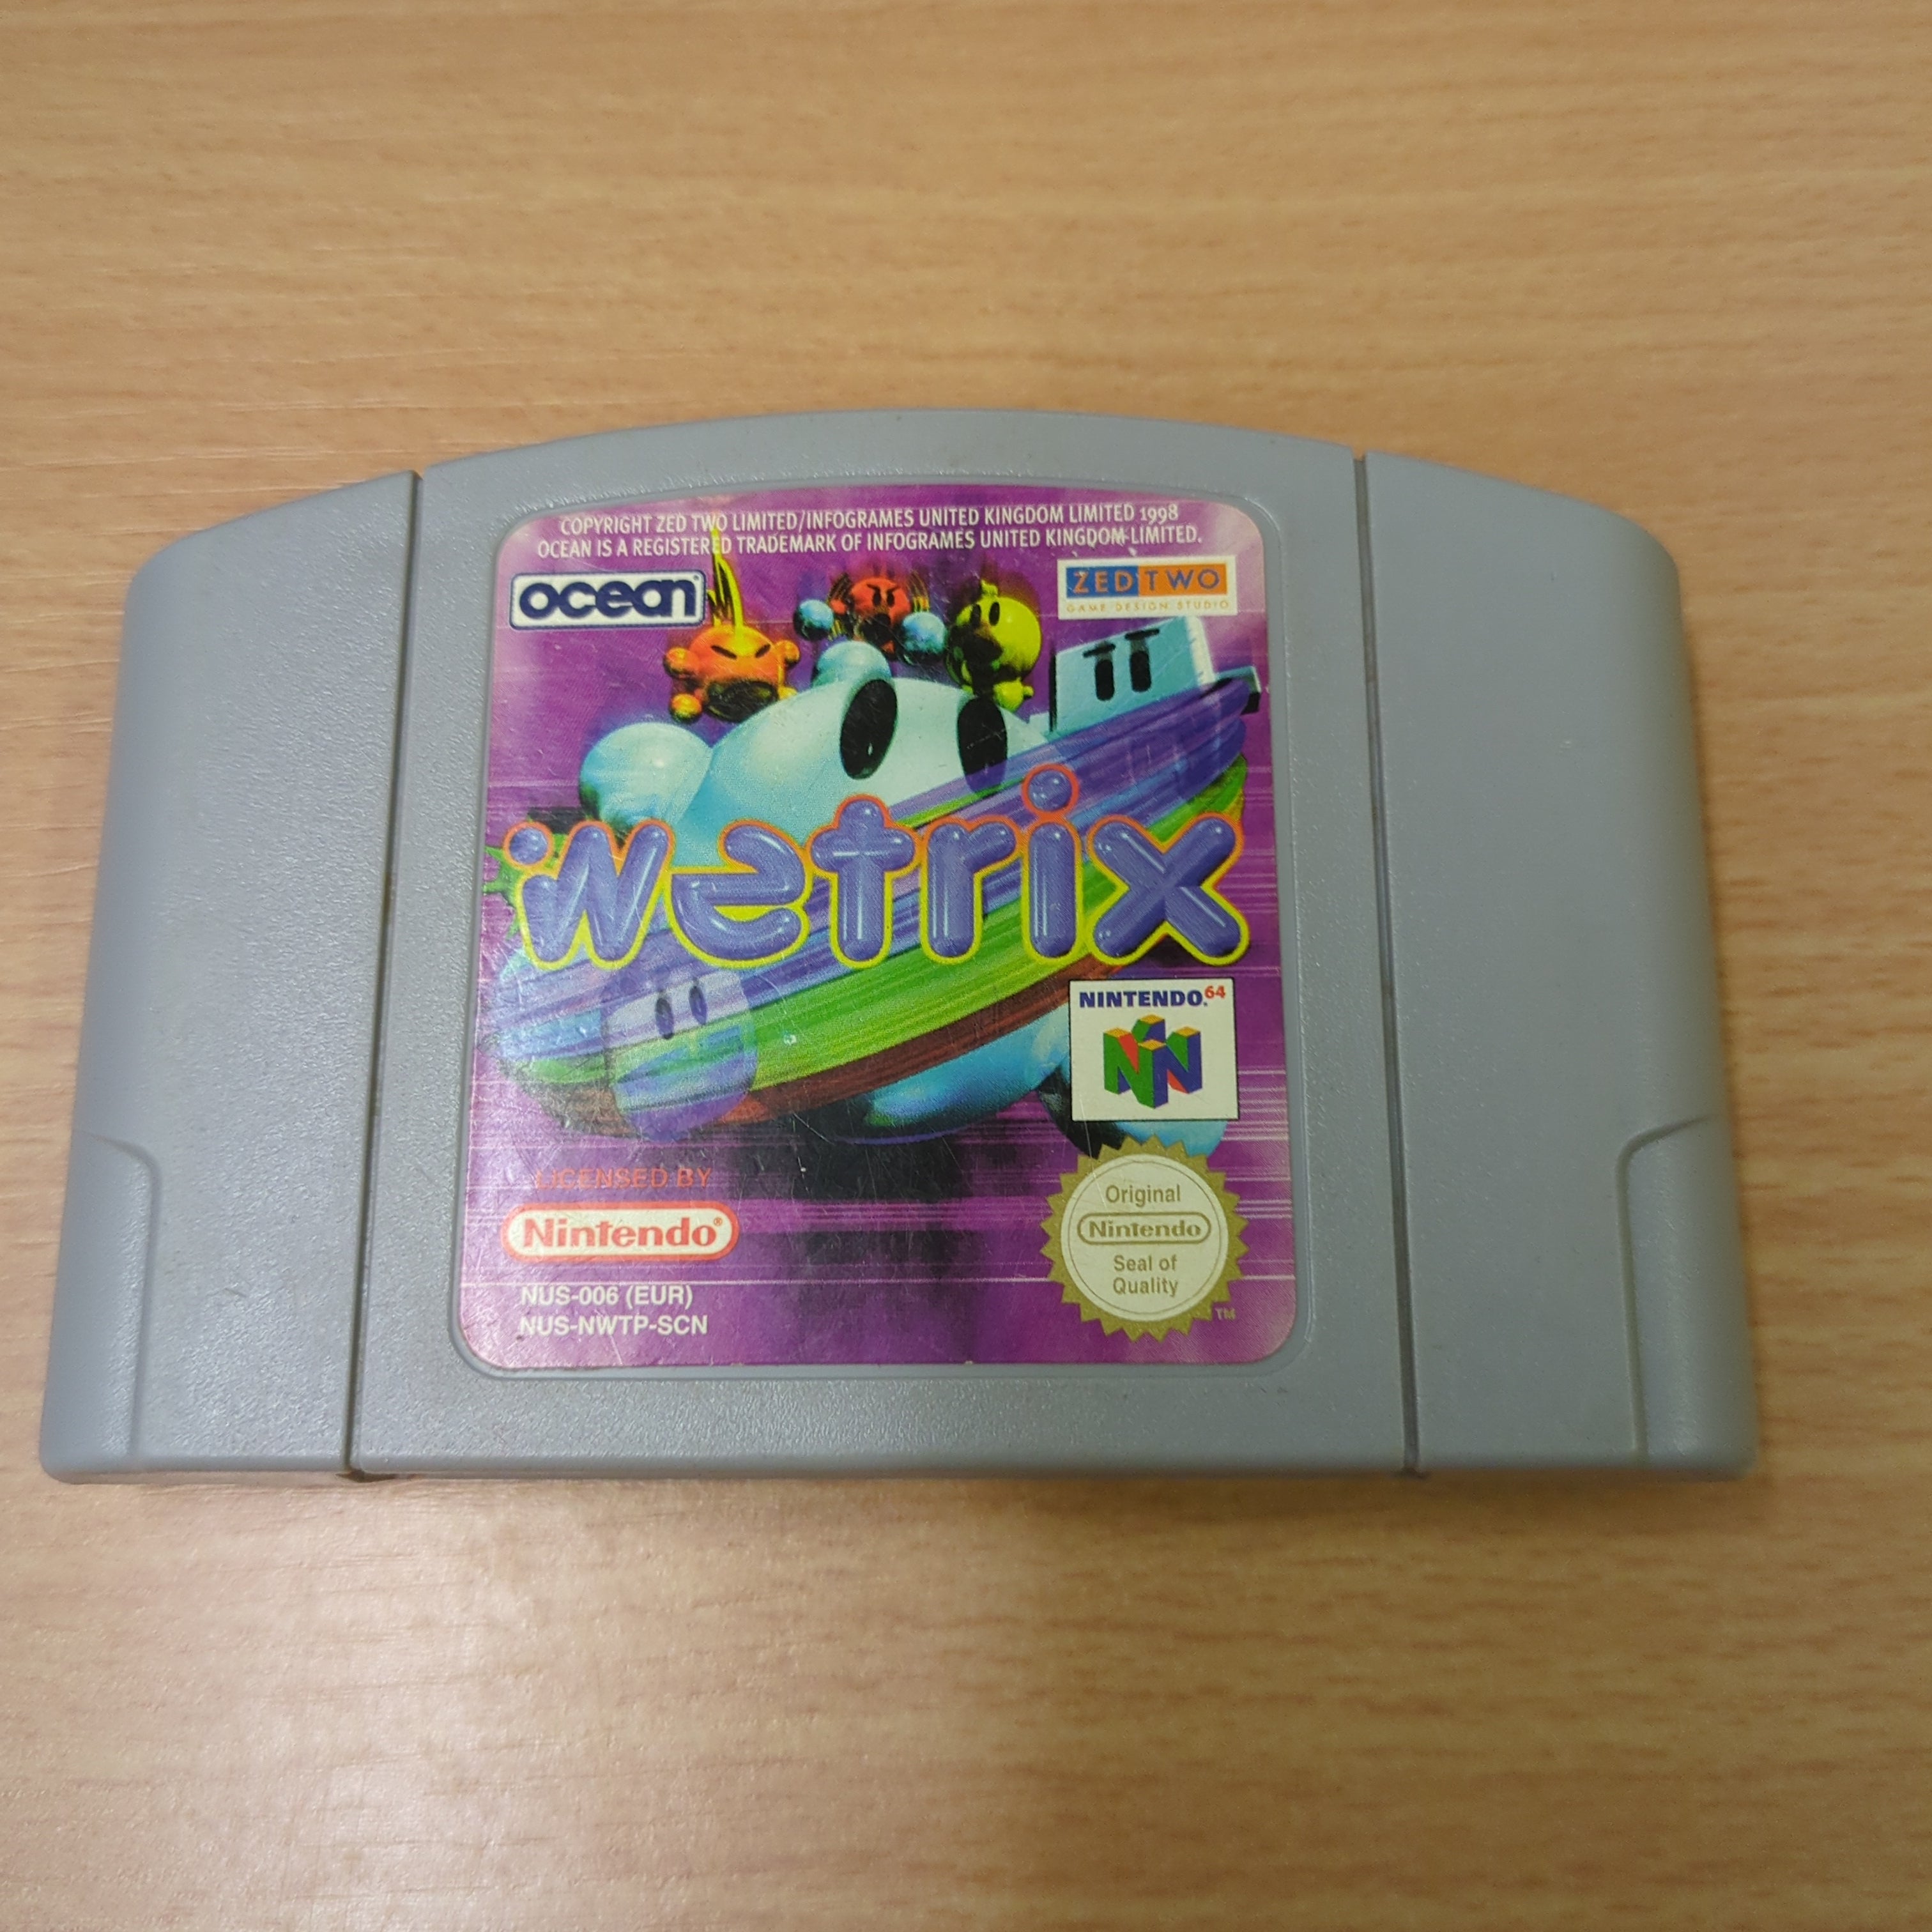 COPYRIGHT ZED TWO LIMITED/INFOGRAMES UNITED KINGDOM LIMITED 1998
OCEAN IS A REGISTERED TRADEMARK OF INFOGRAMES UNITED KINGDOM LIMITED.
ocean®
ZED TWO
GAME DESIGN STUDIO
wetrix
NINTENDO.64
LICENSED BY
Nintendo®
Original
Nintendo
Seal of
Quality
TM
NUS-006 (EUR)
NUS-NWTP-SCN